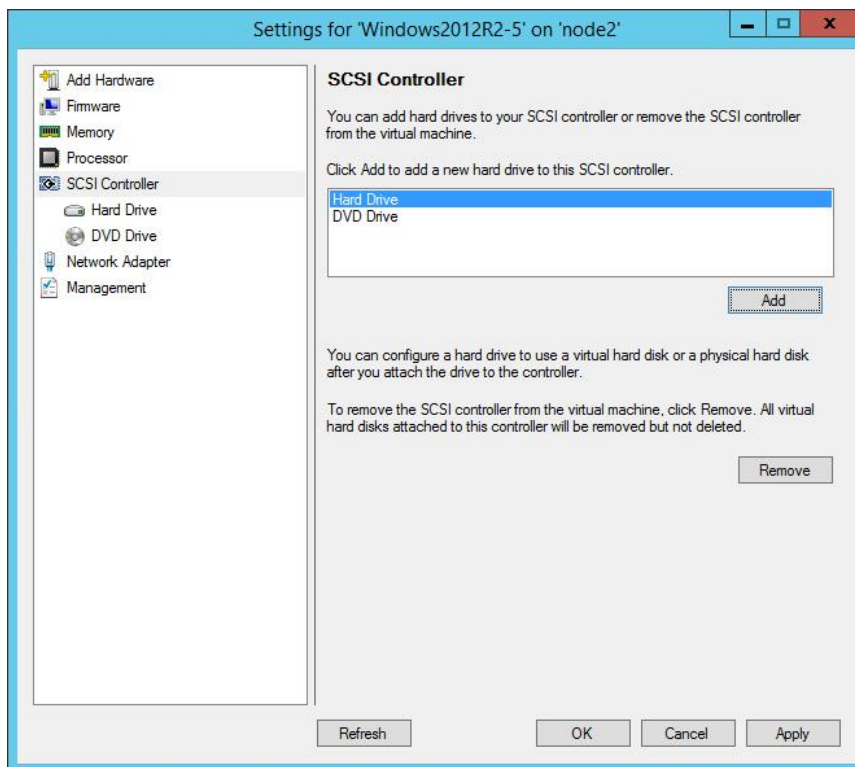 Settings for 'Windows2012R2-5' on 'node2'
Add Hardware
Firmware
Memory
Processor
SCSI Controller
Hard Drive
DVD Drive
Network Adapter
Management
SCSI Controller
You can add hard drives to your SCSI controller or remove the SCSI controller
from the virtual machine.
Click Add to add a new hard drive to this SCSI controller.
Hard Drive
DVD Drive
Add
You can configure a hard drive to use a virtual hard disk or a physical hard disk
after you attach the drive to the controller.
To remove the SCSI controller from the virtual machine, click Remove. All virtual
hard disks attached to this controller will be removed but not deleted.
Remove
Refresh
OK
Cancel
Apply